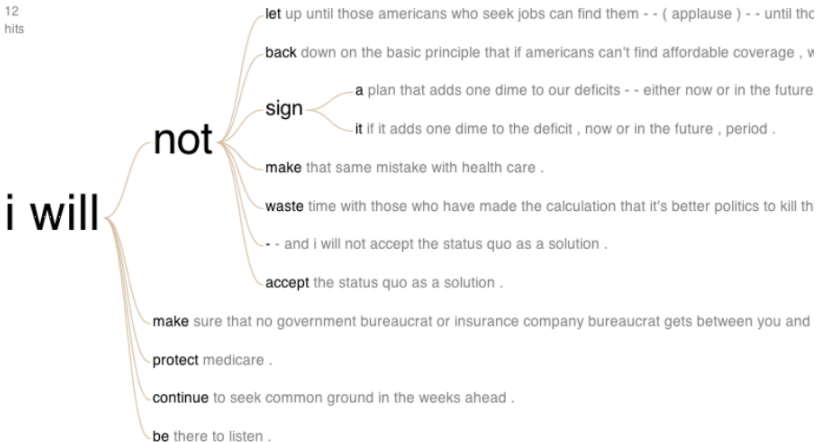 12
hits
let up until those americans who seek jobs can find them - - ( applause ) - - until
back down on the basic principle that if americans can't find affordable coverage ,
a plan that adds one dime to our deficits - - either now or in the future
sign
not
it if it adds one dime to the deficit , now or in the future , period .
make that same mistake with health care .
i will
waste time with those who have made the calculation that it's better politics to kill
- - and i will not accept the status quo as a solution .
accept the status quo as a solution .
make sure that no government bureaucrat or insurance company bureaucrat gets between you and
protect medicare .
continue to seek common ground in the weeks ahead .
be there to listen .